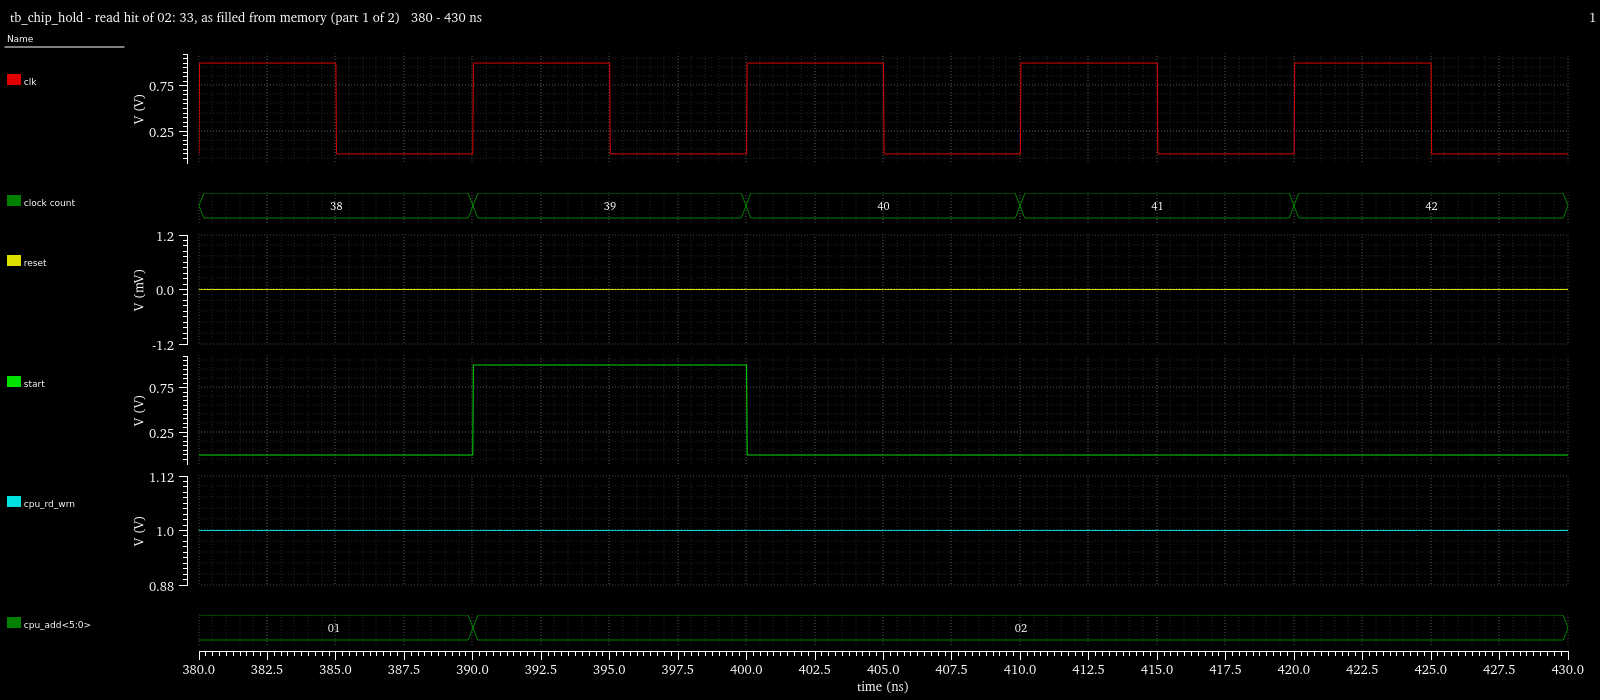 tb_chip_hold - read hit of 02: 33, as filled from memory (part 1 of 2)   380 - 430 ns
1
Name
clk
V (V)
0.75
0.25
clock count
38 39 40 41 42
reset
V (mV)
1.2
0.0
-1.2
start
V (V)
0.75
0.25
cpu_rd_wrn
V (V)
1.12
1.0
0.88
cpu_add<5:0>
01 02
380.0 382.5 385.0 387.5 390.0 392.5 395.0 397.5 400.0 402.5 405.0 407.5 410.0 412.5 415.0 417.5 420.0 422.5 425.0 427.5 430.0
time (ns)